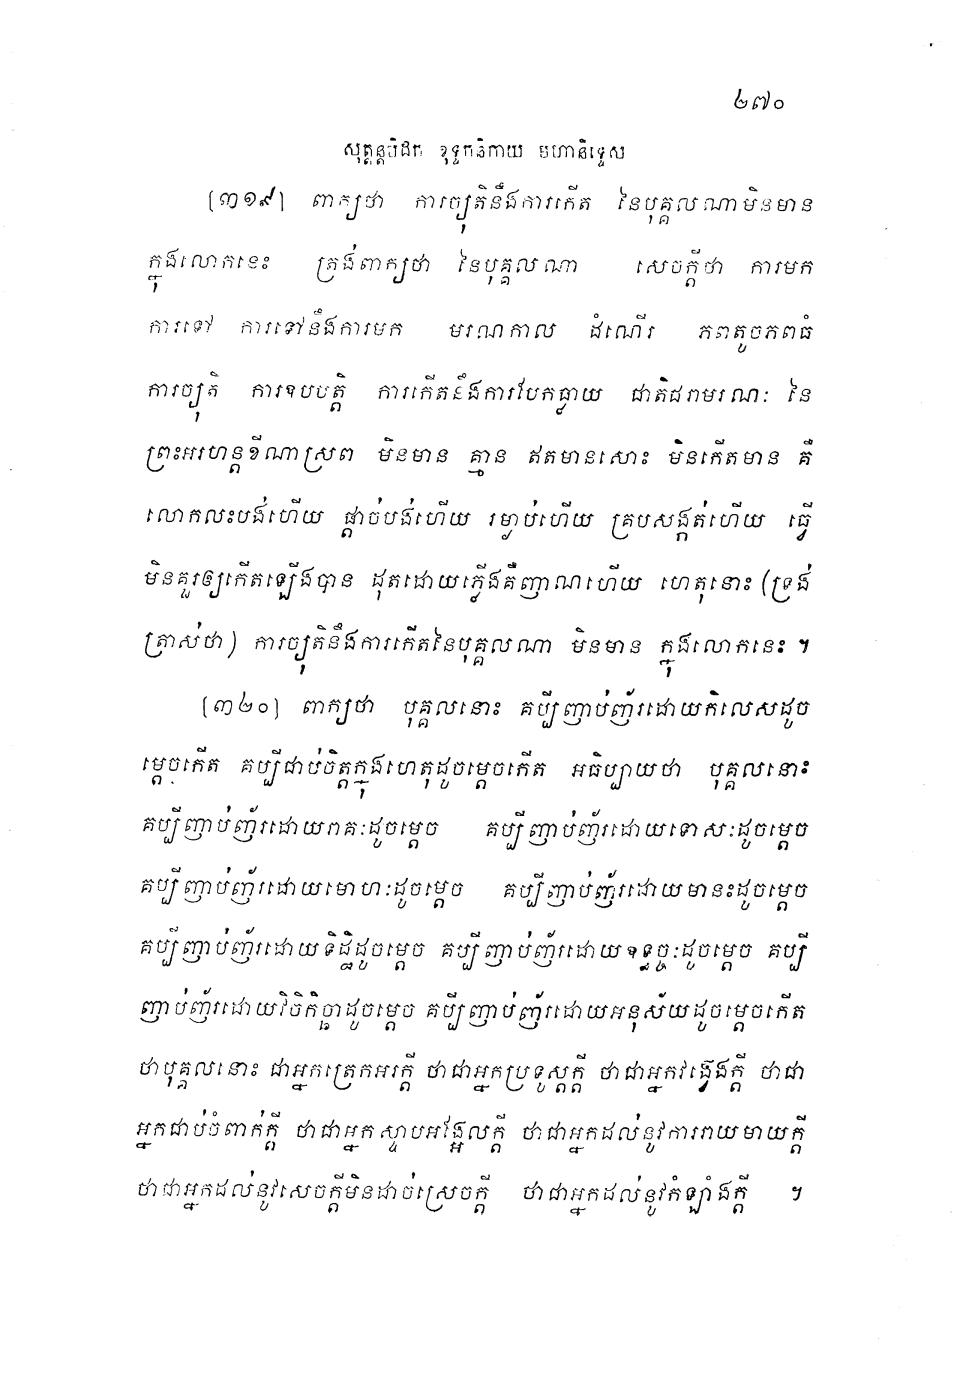 ២៧០
សុត្តន្តបិដក ខុទ្ទកនិកាយ មហានិទ្ទេស
[៣១៩] ពាក្យថា ការច្យុតិនឹងការកើត នៃបុគ្គលណាមិនមាន
ក្នុងលោកនេះ ត្រង់ពាក្យថា នៃបុគ្គលណា សេចក្តីថា ការមក
ការទៅ ការទៅនឹងការមក មរណកាល ដំណើរ ភពតូចភពធំ
ការច្យុតិ ការឧបបត្តិ ការកើតនឹងការបែកធ្លាយ ជាតិជរាមរណៈ នៃ
ព្រះអរហន្តខីណាស្រព មិនមាន គ្មាន ឥតមានសោះ មិនកើតមាន គឺ
លោកលះបង់ហើយ ផ្តាច់បង់ហើយ រម្ងាប់ហើយ គ្របសង្កត់ហើយ ធ្វើ
មិនគួរឲ្យកើតឡើងបាន ដុតដោយភ្លើងគឺញាណហើយ ហេតុនោះ (ទ្រង់
ត្រាស់ថា) ការច្យុតិនឹងការកើតនៃបុគ្គលណា មិនមាន ក្នុងលោកនេះ ។
[៣២០] ពាក្យថា បុគ្គលនោះ គប្បីញាប់ញ័រដោយកិលេសដូច
ម្តេចកើត គប្បីជាប់ចិត្តក្នុងហេតុដូចម្តេចកើត អធិប្បាយថា បុគ្គលនោះ
គប្បីញាប់ញ័រដោយរាគៈដូចម្តេច គប្បីញាប់ញ័រដោយទោសៈដូចម្តេច
គប្បីញាប់ញ័រដោយមោហៈដូចម្តេច គប្បីញាប់ញ័រដោយមានះដូចម្តេច
គប្បីញាប់ញ័រដោយទិដ្ឋិដូចម្តេច គប្បីញាប់ញ័រដោយឧទ្ធច្ចៈដូចម្តេច គប្បី
ញាប់ញ័រដោយវិចិកិច្ឆាដូចម្តេច គប្បីញាប់ញ័រដោយអនុស័យដូចម្តេចកើត
ថាបុគ្គលនោះ ជាអ្នកត្រេកអរក្តី ថាជាអ្នកប្រទូស្តក្តី ថាជាអ្នកវង្វេងក្តី ថាជា
អ្នកជាប់ចំពាក់ក្តី ថាជាអ្នកស្ទាបអង្អែលក្តី ថាជាអ្នកដល់នូវការរាយមាយក្តី
ថាជាអ្នកដល់នូវសេចក្តីមិនដាច់ស្រេចក្តី ថាជាអ្នកដល់នូវកំឡាំងក្តី ។